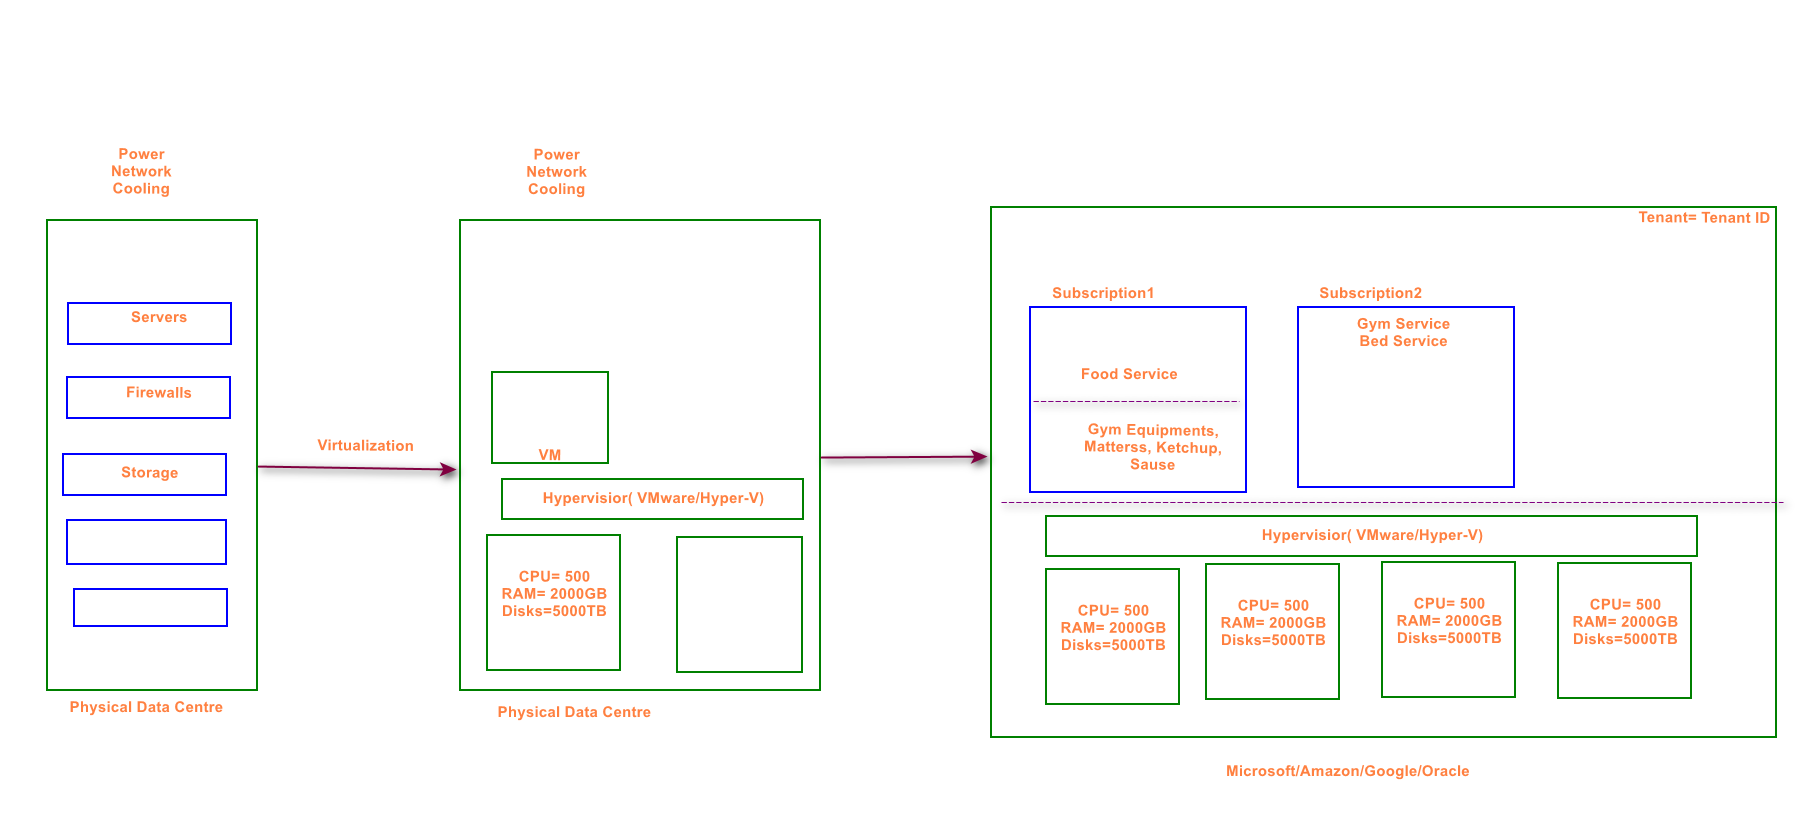 Power
Network
Cooling
Servers
Firewalls
Storage
Physical Data Centre
Virtualization
Power
Network
Cooling
VM
Hypervisior( VMware/Hyper-V)
CPU= 500
RAM= 2000GB
Disks=5000TB
Physical Data Centre
Tenant= Tenant ID
Subscription1
Food Service
Gym Equipments,
Matterss, Ketchup,
Sause
Subscription2
Gym Service
Bed Service
Hypervisior( VMware/Hyper-V)
CPU= 500
RAM= 2000GB
Disks=5000TB
CPU= 500
RAM= 2000GB
Disks=5000TB
CPU= 500
RAM= 2000GB
Disks=5000TB
CPU= 500
RAM= 2000GB
Disks=5000TB
Microsoft/Amazon/Google/Oracle